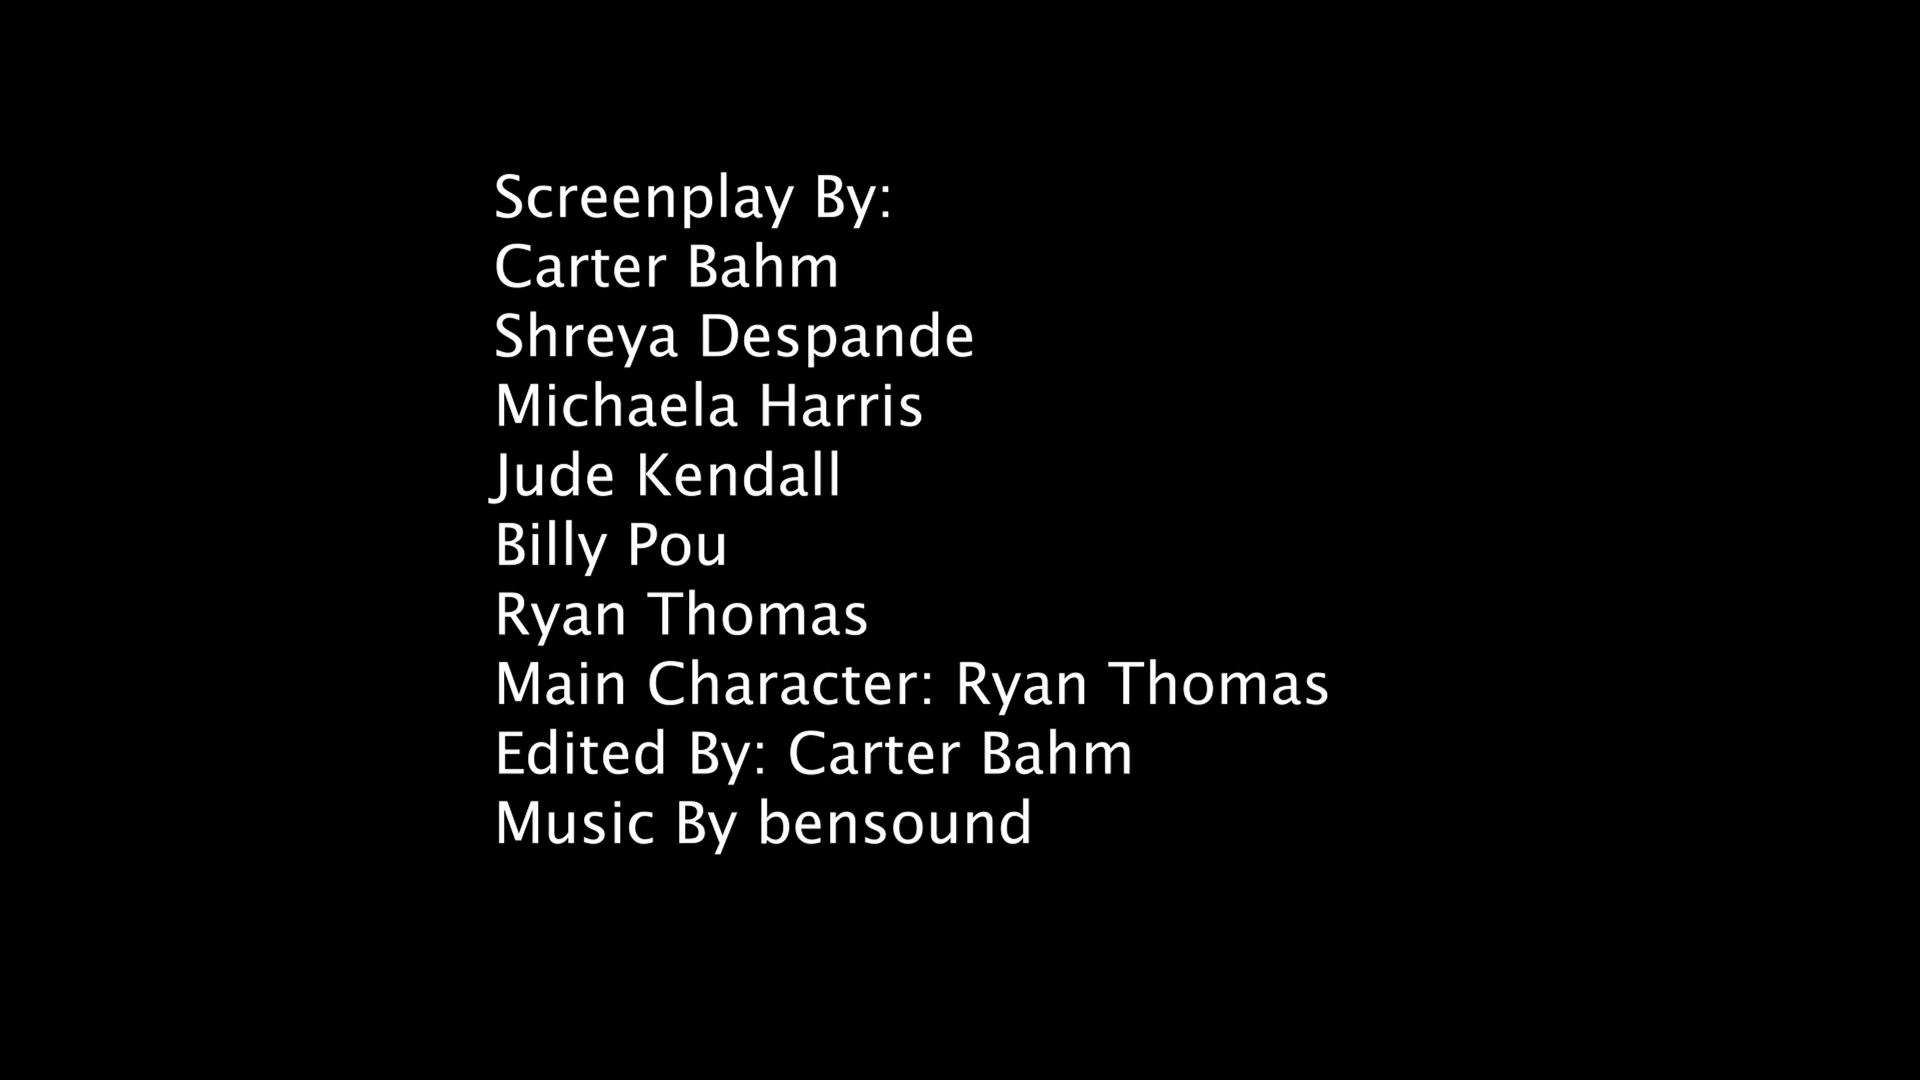 Screenplay By:
Carter Bahm
Shreya Despande
Michaela Harris
Jude Kendall
Billy Pou
Ryan Thomas
Main Character: Ryan Thomas
Edited By: Carter Bahm
Music By bensound